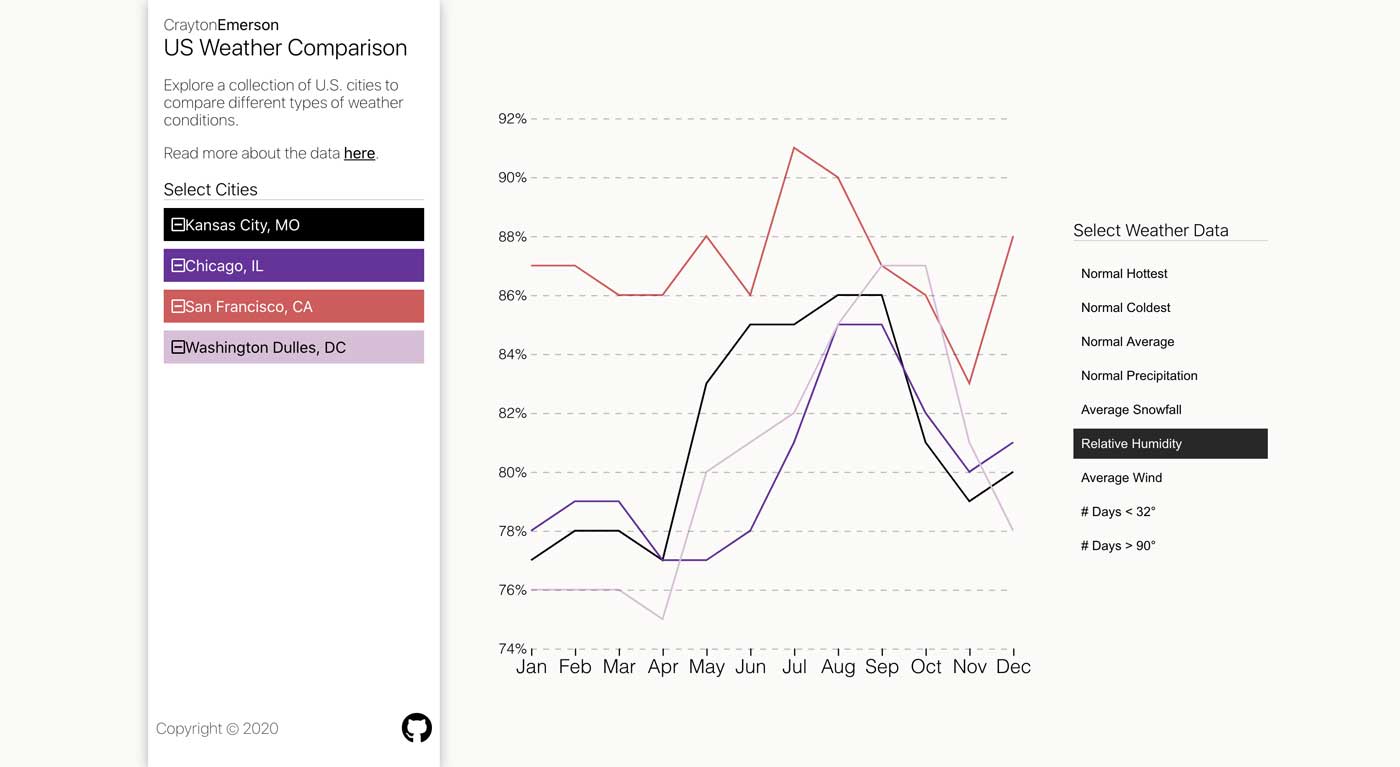 CraytonEmerson
US Weather Comparison
Explore a collection of U.S. cities to
compare different types of weather
conditions.
Read more about the data here.
Select Cities
Kansas City, MO
Chicago, IL
San Francisco, CA
Washington Dulles, DC
Copyright © 2020
92%
90%
88%
86%
84%
82%
80%
78%
76%
74%
Jan Feb Mar Apr May Jun Jul Aug Sep Oct Nov Dec
Select Weather Data
Normal Hottest
Normal Coldest
Normal Average
Normal Precipitation
Average Snowfall
Relative Humidity
Average Wind
# Days < 32°
# Days > 90°